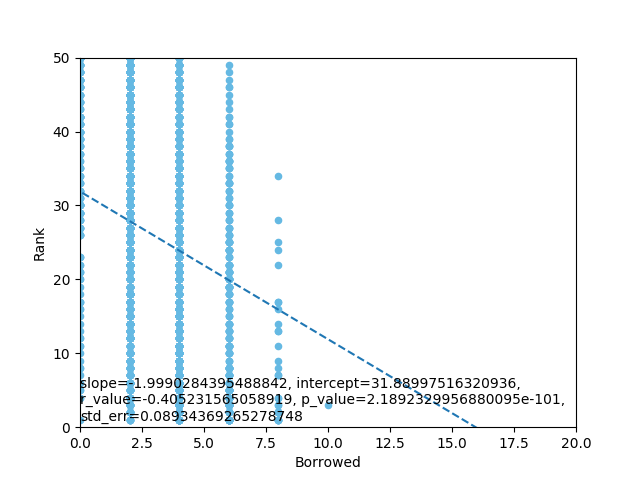 50
40
30
20
10
0
Rank
slope=-1.9990284395488842, intercept=31.88997516320936,
r_value=-0.4052315650589‌19, p_value=2.1892329956880095e-101,
std_err=0.08934369265278748
0.0 2.5 5.0 7.5 10.0 12.5 15.0 17.5 20.0
Borrowed